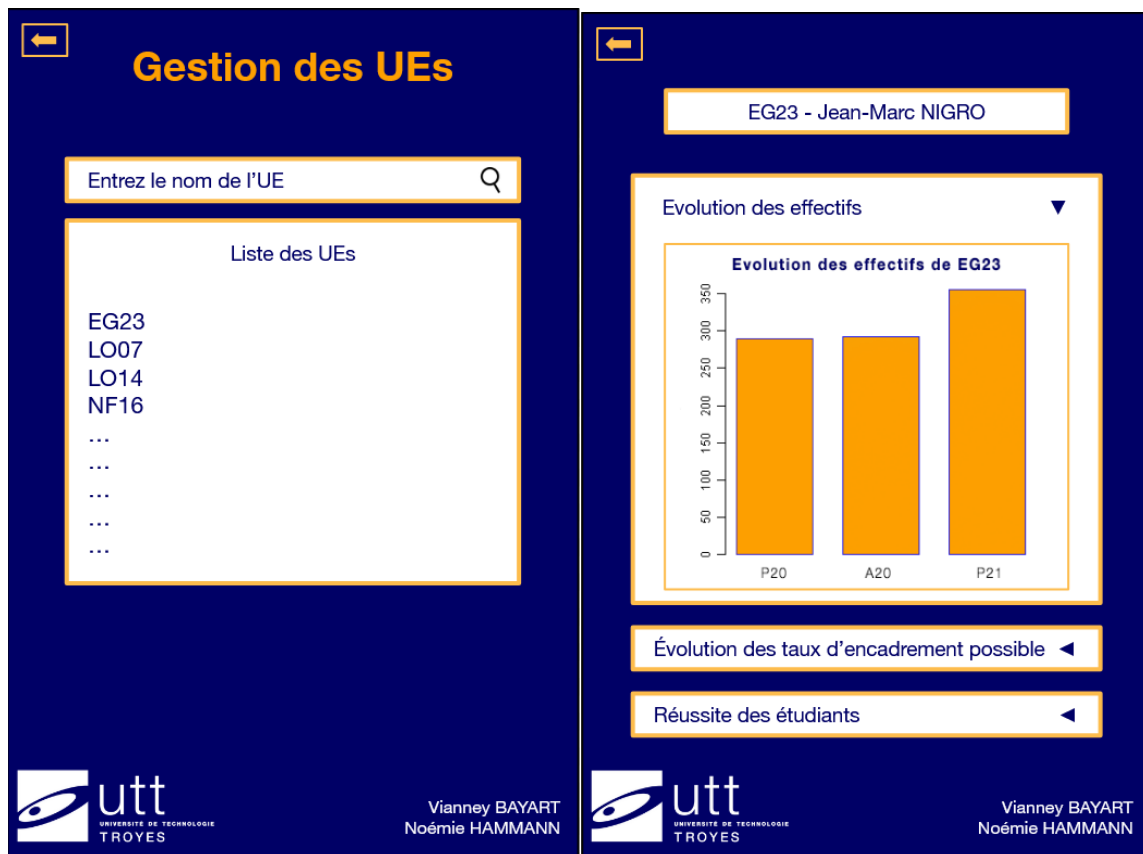 Gestion des UEs
Entrez le nom de l'UE
Liste des UEs
EG23
LO07
LO14
NF16
...
...
...
...
...
utt
UNIVERSITÉ DE TECHNOLOGIE
TROYES
Vianney BAYART
Noémie HAMMANN
EG23 - Jean-Marc NIGRO
Evolution des effectifs
Evolution des effectifs de EG23
350
300
250
200
150
100
50
0
P20 A20 P21
Évolution des taux d'encadrement possible
Réussite des étudiants
utt
UNIVERSITÉ DE TECHNOLOGIE
TROYES
Vianney BAYART
Noémie HAMMANN